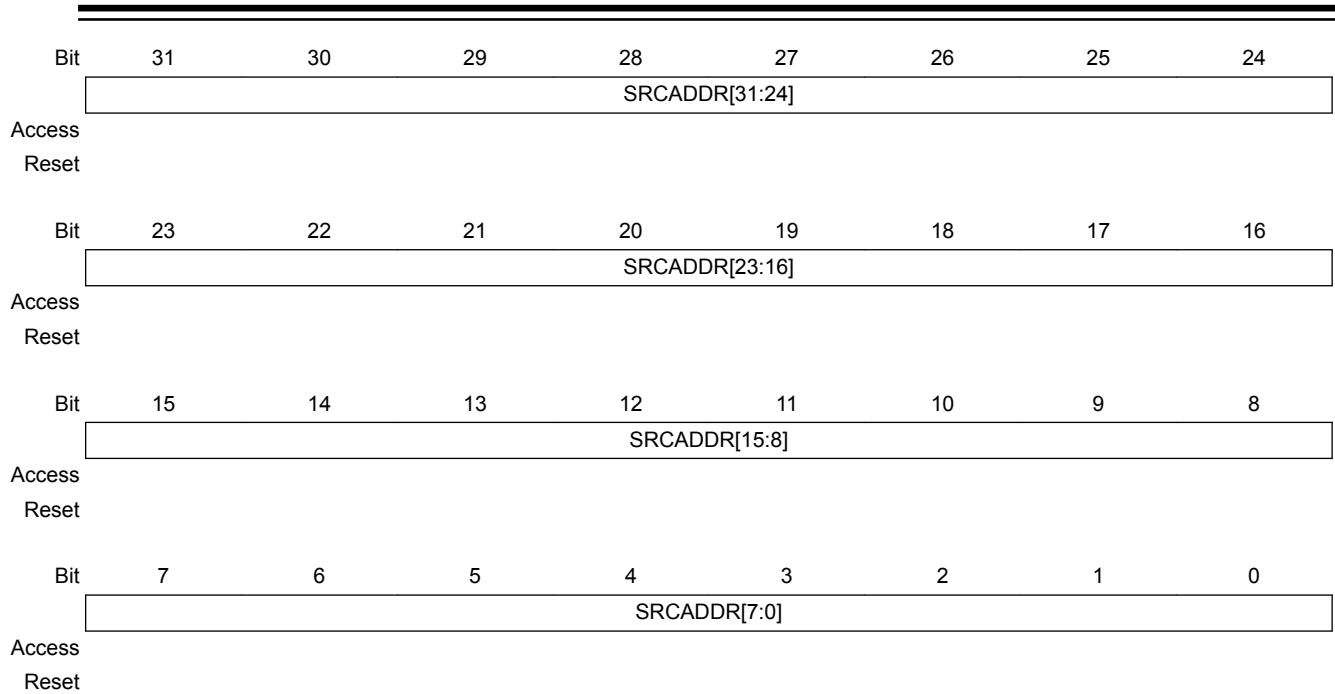 Bit 31 30 29 28 27 26 25 24
SRCADDR[31:24]
Access
Reset
Bit 23 22 21 20 19 18 17 16
SRCADDR[23:16]
Access
Reset
Bit 15 14 13 12 11 10 9 8
SRCADDR[15:8]
Access
Reset
Bit 7 6 5 4 3 2 1 0
SRCADDR[7:0]
Access
Reset